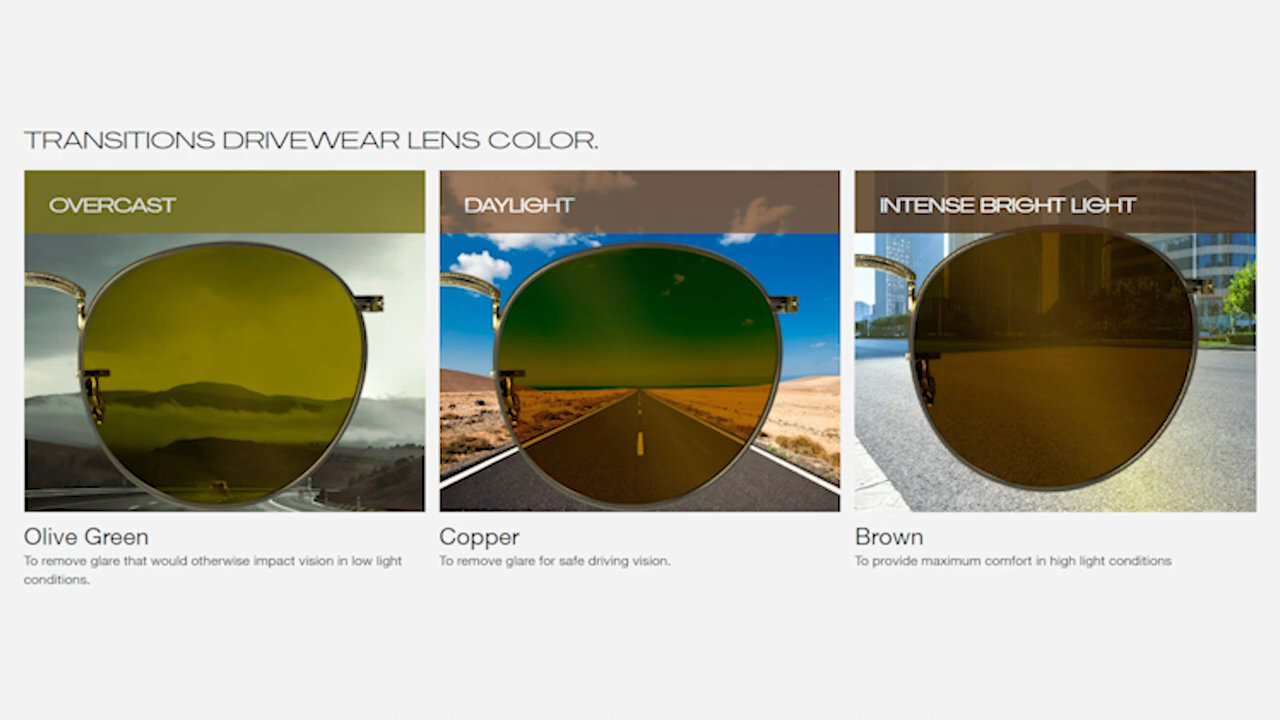 TRANSITIONS DRIVEWEAR LENS COLOR.
OVERCAST
DAYLIGHT
INTENSE BRIGHT LIGHT
Olive Green
To remove glare that would otherwise impact vision in low light
conditions.
Copper
To remove glare for safe driving vision.
Brown
To provide maximum comfort in high light conditions